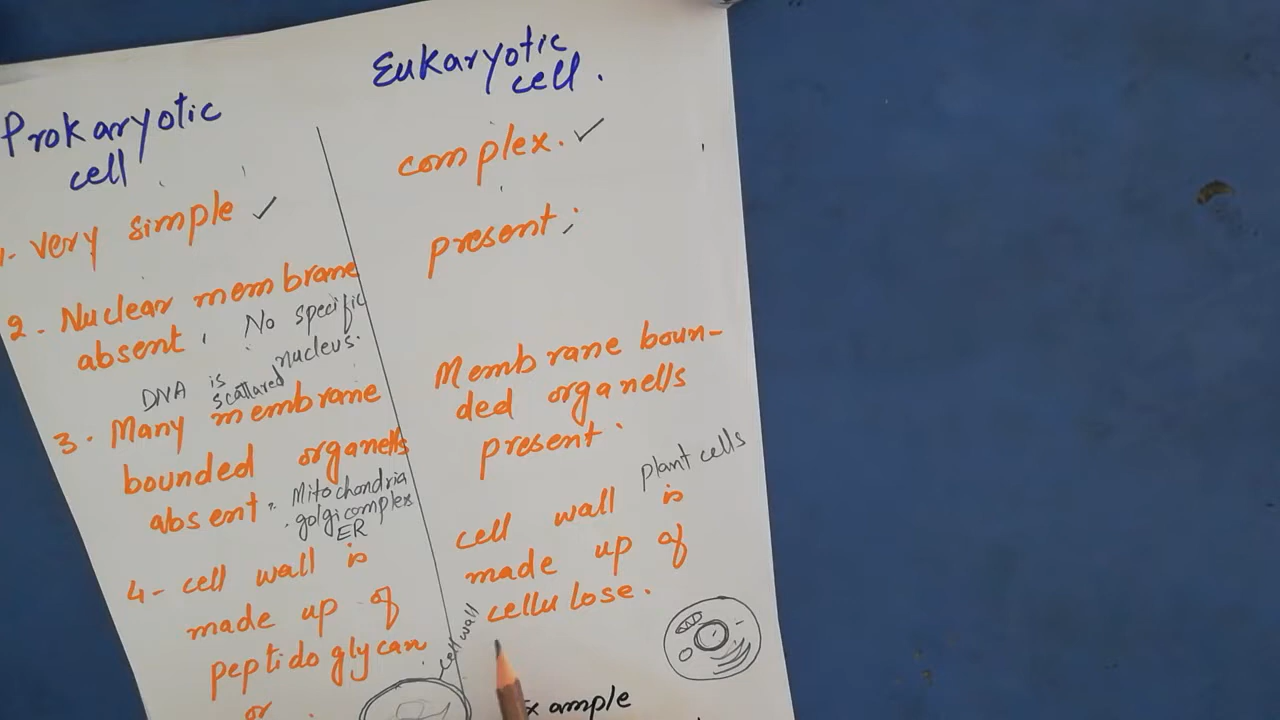 Prokaryotic
cell
1. Very simple ✓
2. Nuclear membrane
absent. No specific
nucleus.
DNA is
scattared
3. Many membrane
bounded organells
absent. Mitochondria
golgi complex
ER
4- cell wall is
made up of
peptidoglycan
or
cell wall
Eukaryotic
cell.
complex. ✓
present.
Membrane boun-
ded organells
present.
plant cells
cell wall is
made up of
cellulose.
Example